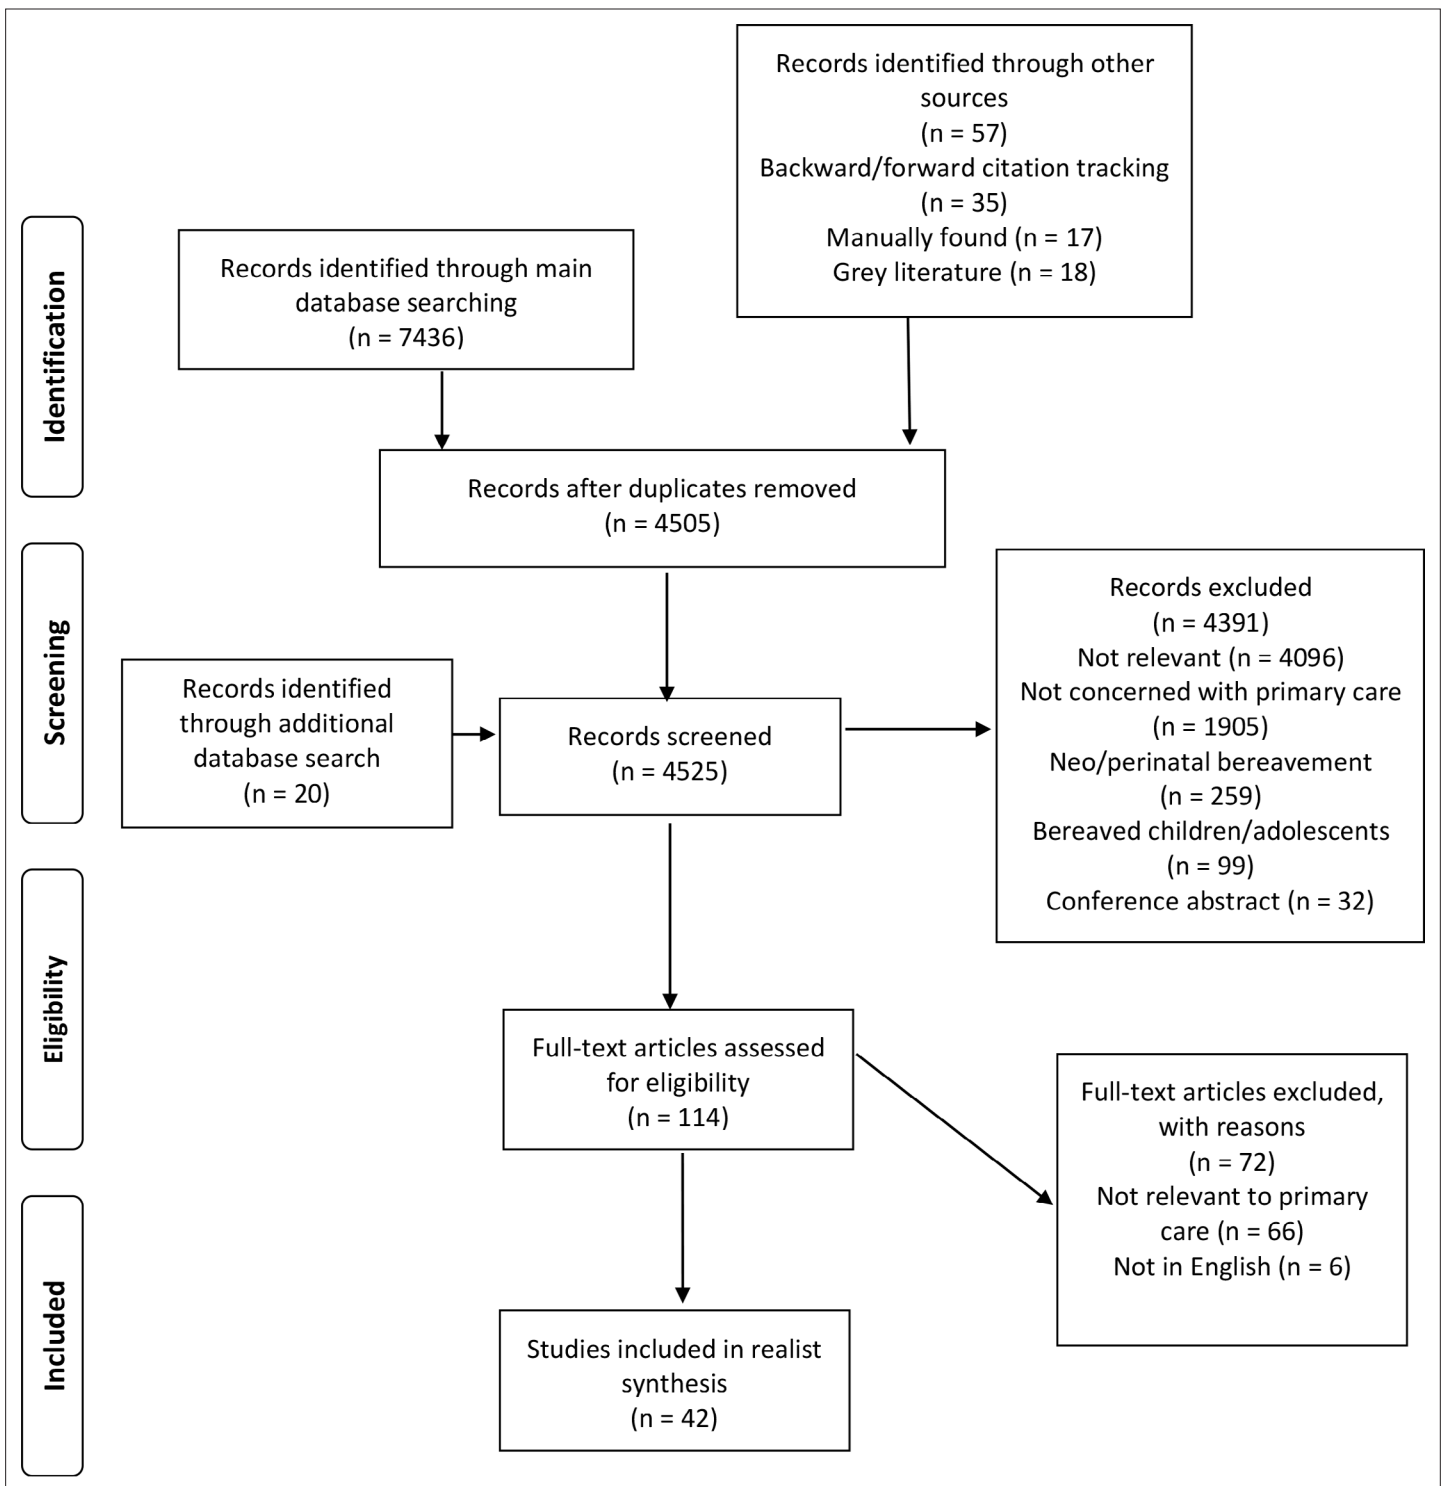 Records identified through other
sources
(n = 57)
Backward/forward citation tracking
(n = 35)
Manually found (n = 17)
Grey literature (n = 18)
Identification
Records identified through main
database searching
(n = 7436)
Records after duplicates removed
(n = 4505)
Screening
Records identified
through additional
database search
(n = 20)
Records screened
(n = 4525)
Records excluded
(n = 4391)
Not relevant (n = 4096)
Not concerned with primary care
(n = 1905)
Neo/perinatal bereavement
(n = 259)
Bereaved children/adolescents
(n = 99)
Conference abstract (n = 32)
Eligibility
Full-text articles assessed
for eligibility
(n = 114)
Full-text articles excluded,
with reasons
(n = 72)
Not relevant to primary
care (n = 66)
Not in English (n = 6)
Included
Studies included in realist
synthesis
(n = 42)